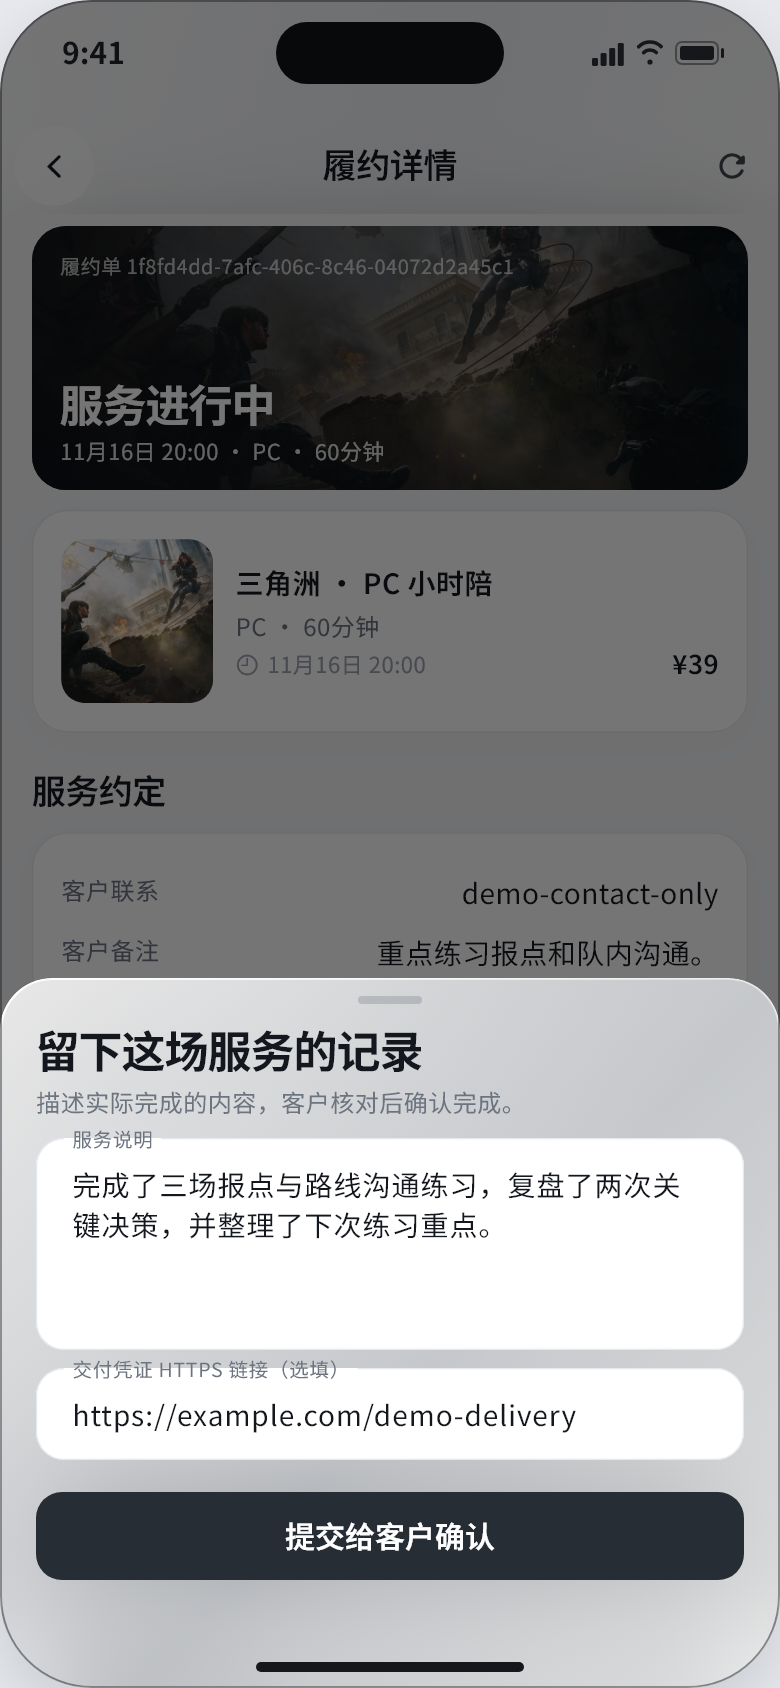 9:41
履约详情
履约单 1f8fd4dd-7afc-406c-8c46-04072d2a45c1
服务进行中
11月16日 20:00 • PC • 60分钟
三角洲 • PC 小时陪
PC • 60分钟
11月16日 20:00
¥39
服务约定
客户联系 demo-contact-only
客户备注 重点练习报点和队内沟通。
留下这场服务的记录
描述实际完成的内容，客户核对后确认完成。
服务说明
完成了三场报点与路线沟通练习，复盘了两次关
键决策，并整理了下次练习重点。
交付凭证 HTTPS 链接（选填）
https://example.com/demo-delivery
提交给客户确认